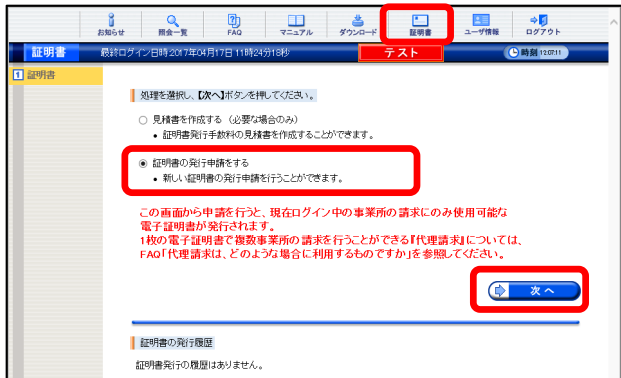 お知らせ 照会一覧 FAQ マニュアル ダウンロード 証明書 ユーザ情報 ログアウト
証明書 最終ログイン日時:2017年04月17日 11時24分18秒 テスト 時刻 12:07:11
1 証明書
処理を選択し、【次へ】ボタンを押してください。
見積書を作成する（必要な場合のみ）
• 証明書発行手数料の見積書を作成することができます。
証明書の発行申請をする
• 新しい証明書の発行申請を行うことができます。
この画面から申請を行うと、現在ログイン中の事業所の請求にのみ使用可能な
電子証明書が発行されます。
1枚の電子証明書で複数事業所の請求を行うことができる『代理請求』については、
FAQ「代理請求は、どのような場合に利用するものですか」を参照してください。
次へ
証明書の発行履歴
証明書発行の履歴はありません。